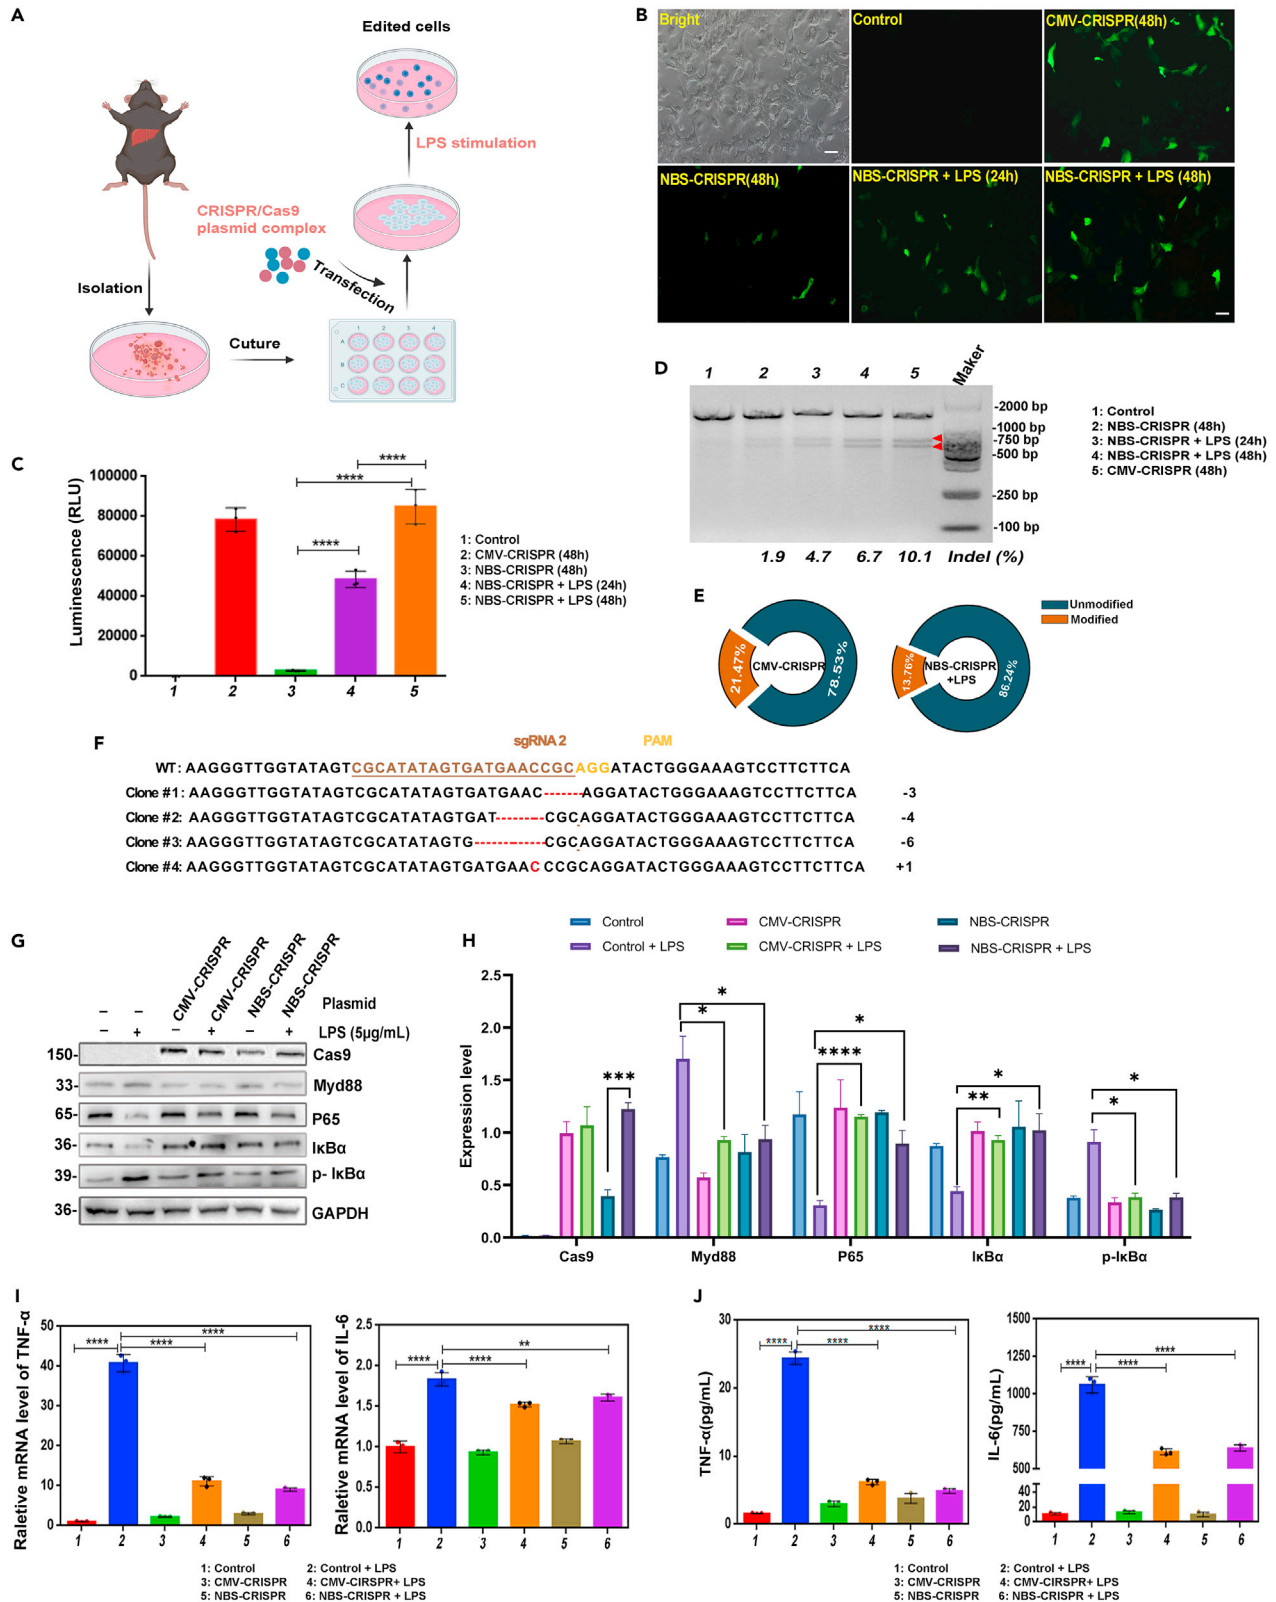 A
Edited cells
LPS stimulation
CRISPR/Cas9
plasmid complex
Transfection
Isolation
Cuture
1 2 3 4
A
B
C
B
Bright
Control
CMV-CRISPR(48h)
NBS-CRISPR(48h)
NBS-CRISPR + LPS (24h)
NBS-CRISPR + LPS (48h)
C
Luminescence (RLU)
100000
80000
60000
40000
20000
0
****
****
****
1 2 3 4 5
1: Control
2: CMV-CRISPR (48h)
3: NBS-CRISPR (48h)
4: NBS-CRISPR + LPS (24h)
5: NBS-CRISPR + LPS (48h)
D
1 2 3 4 5 Maker
-2000 bp
-1000 bp
-750 bp
-500 bp
-250 bp
-100 bp
1.9 4.7 6.7 10.1 Indel (%)
1: Control
2: NBS-CRISPR (48h)
3: NBS-CRISPR + LPS (24h)
4: NBS-CRISPR + LPS (48h)
5: CMV-CRISPR (48h)
E
Unmodified
Modified
21.47%
CMV-CRISPR
78.53%
13.76%
NBS-CRISPR
+LPS
86.24%
F
sgRNA 2 PAM
WT: AAGGGTTGGTATAGTCGCATATAGTGATGAACCGCAGGATACTGGGAAAGTCCTTCTTCA
Clone #1: AAGGGTTGGTATAGTCGCATATAGTGATGAAC------AGGATACTGGGAAAGTCCTTCTTCA -3
Clone #2: AAGGGTTGGTATAGTCGCATATAGTGAT-------CGCAGGATACTGGGAAAGTCCTTCTTCA -4
Clone #3: AAGGGTTGGTATAGTCGCATATAGTG----------CGCAGGATACTGGGAAAGTCCTTCTTCA -6
Clone #4: AAGGGTTGGTATAGTCGCATATAGTGATGAACCCGCAGGATACTGGGAAAGTCCTTCTTCA +1
G
– – CMV-CRISPR CMV-CRISPR NBS-CRISPR NBS-CRISPR Plasmid
– + – + – + LPS (5μg/mL)
150- Cas9
33- Myd88
65- P65
36- IκBα
39- p- IκBα
36- GAPDH
H
Control CMV-CRISPR NBS-CRISPR
Control + LPS CMV-CRISPR + LPS NBS-CRISPR + LPS
Expression level
2.5
2.0
1.5
1.0
0.5
0.0
***
*
*
*
****
*
**
*
*
Cas9 Myd88 P65 IκBα p-IκBα
I
Raletive mRNA level of TNF-α
50
40
30
20
10
0
****
****
****
1 2 3 4 5 6
Raletive mRNA level of IL-6
2.5
2.0
1.5
1.0
0.5
0.0
**
****
****
1 2 3 4 5 6
1: Control 2: Control + LPS
3: CMV-CRISPR 4: CMV-CIRSPR+ LPS
5: NBS-CRISPR 6: NBS-CRISPR + LPS
J
TNF-α(pg/mL)
30
20
10
0
****
****
****
1 2 3 4 5 6
IL-6(pg/mL)
1500
1250
1000
750
500
40
20
0
****
****
****
1 2 3 4 5 6
1: Control 2: Control + LPS
3: CMV-CRISPR 4: CMV-CIRSPR+ LPS
5: NBS-CRISPR 6: NBS-CRISPR + LPS